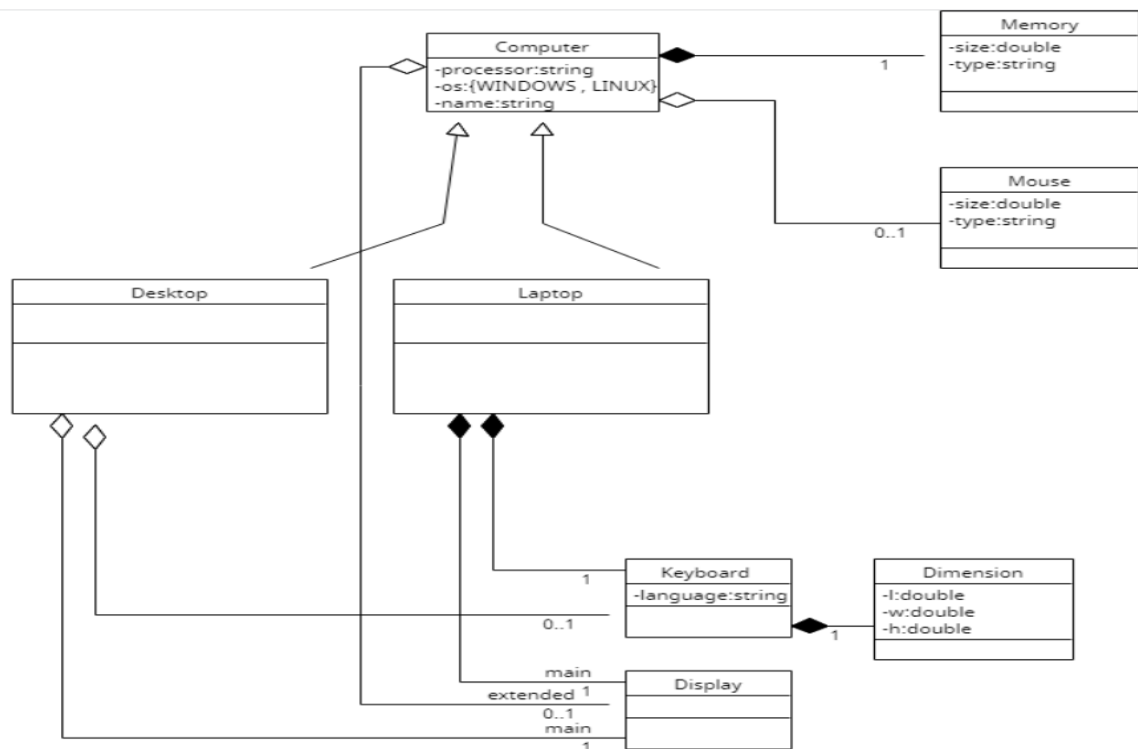 Computer
-processor:string
-os:{WINDOWS , LINUX}
-name:string
1
Memory
-size:double
-type:string
0..1
Mouse
-size:double
-type:string
Desktop
Laptop
1
0..1
Keyboard
-language:string
1
Dimension
-l:double
-w:double
-h:double
main
1
extended
0..1
main
1
Display